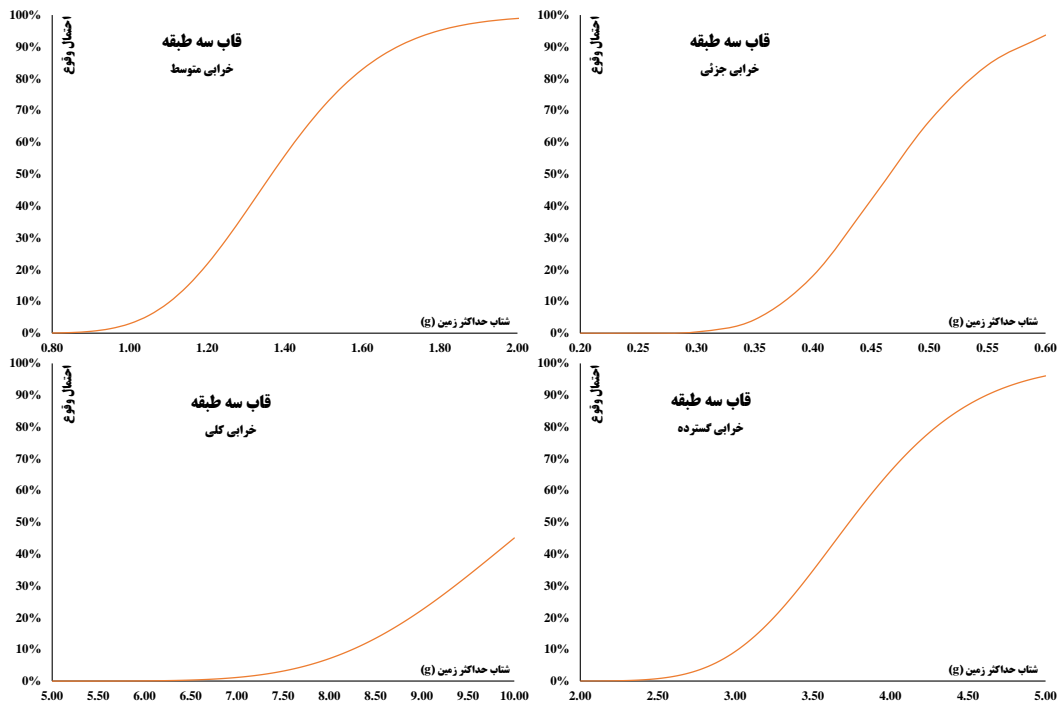 احتمال وقوع
قاب سه طبقه
خرابی جزئی
100%
90%
80%
70%
60%
50%
40%
30%
20%
10%
0%
شتاب حداکثر زمین (g)
0.20 0.25 0.30 0.35 0.40 0.45 0.50 0.55 0.60
احتمال وقوع
قاب سه طبقه
خرابی متوسط
100%
90%
80%
70%
60%
50%
40%
30%
20%
10%
0%
شتاب حداکثر زمین (g)
0.80 1.00 1.20 1.40 1.60 1.80 2.00
احتمال وقوع
قاب سه طبقه
خرابی گسترده
100%
90%
80%
70%
60%
50%
40%
30%
20%
10%
0%
شتاب حداکثر زمین (g)
2.00 2.50 3.00 3.50 4.00 4.50 5.00
احتمال وقوع
قاب سه طبقه
خرابی کلی
100%
90%
80%
70%
60%
50%
40%
30%
20%
10%
0%
شتاب حداکثر زمین (g)
5.00 5.50 6.00 6.50 7.00 7.50 8.00 8.50 9.00 9.50 10.00